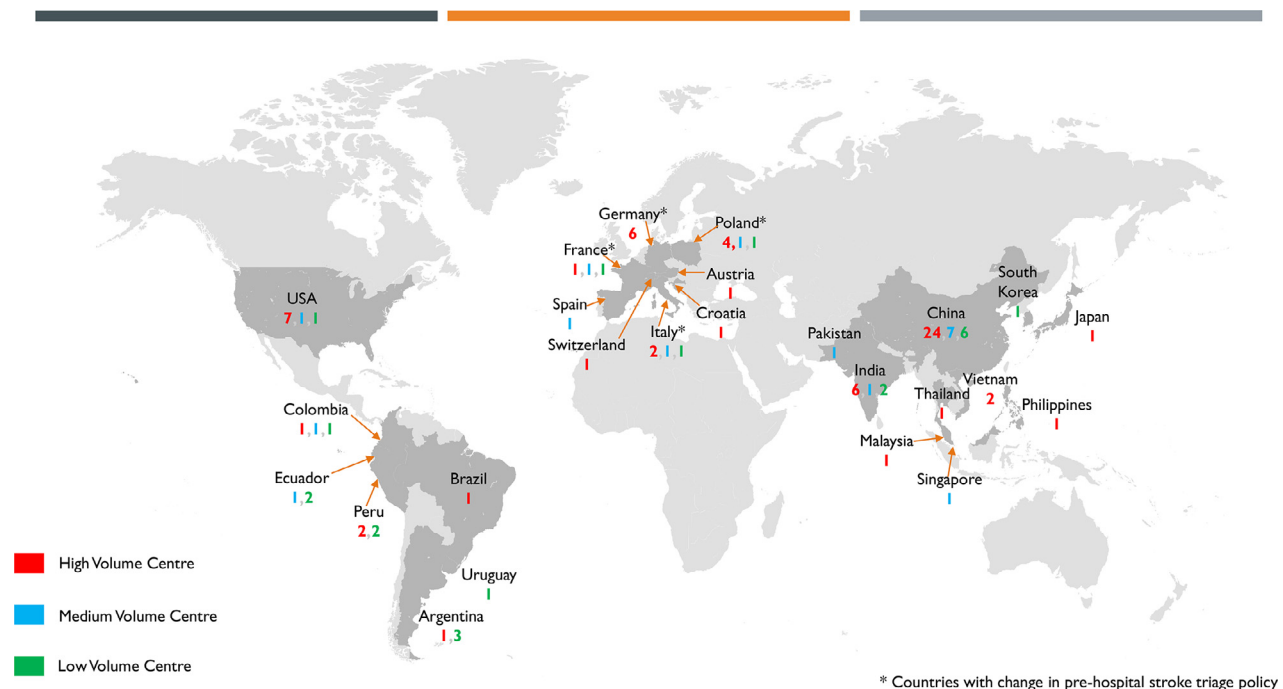 Germany*
6
Poland*
4, 1, 1
France*
1, 1, 1
Austria
1
Spain
1
Croatia
1
Italy*
2, 1, 1
Switzerland
1
USA
7, 1, 1
South
Korea
1
China
24, 7, 6
Japan
1
Pakistan
1
India
6, 1, 2
Vietnam
2
Thailand
1
Philippines
1
Malaysia
1
Singapore
1
Colombia
1, 1, 1
Ecuador
1, 2
Peru
2, 2
Brazil
1
Uruguay
1
Argentina
1, 3
High Volume Centre
Medium Volume Centre
Low Volume Centre
* Countries with change in pre-hospital stroke triage policy